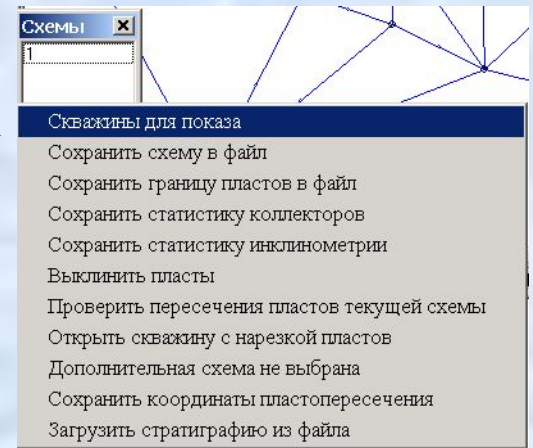 Схемы
1
Скважины для показа
Сохранить схему в файл
Сохранить границу пластов в файл
Сохранить статистику коллекторов
Сохранить статистику инклинометрии
Выклинить пласты
Проверить пересечения пластов текущей схемы
Открыть скважину с нарезкой пластов
Дополнительная схема не выбрана
Сохранить координаты пластопересечения
Загрузить стратиграфию из файла